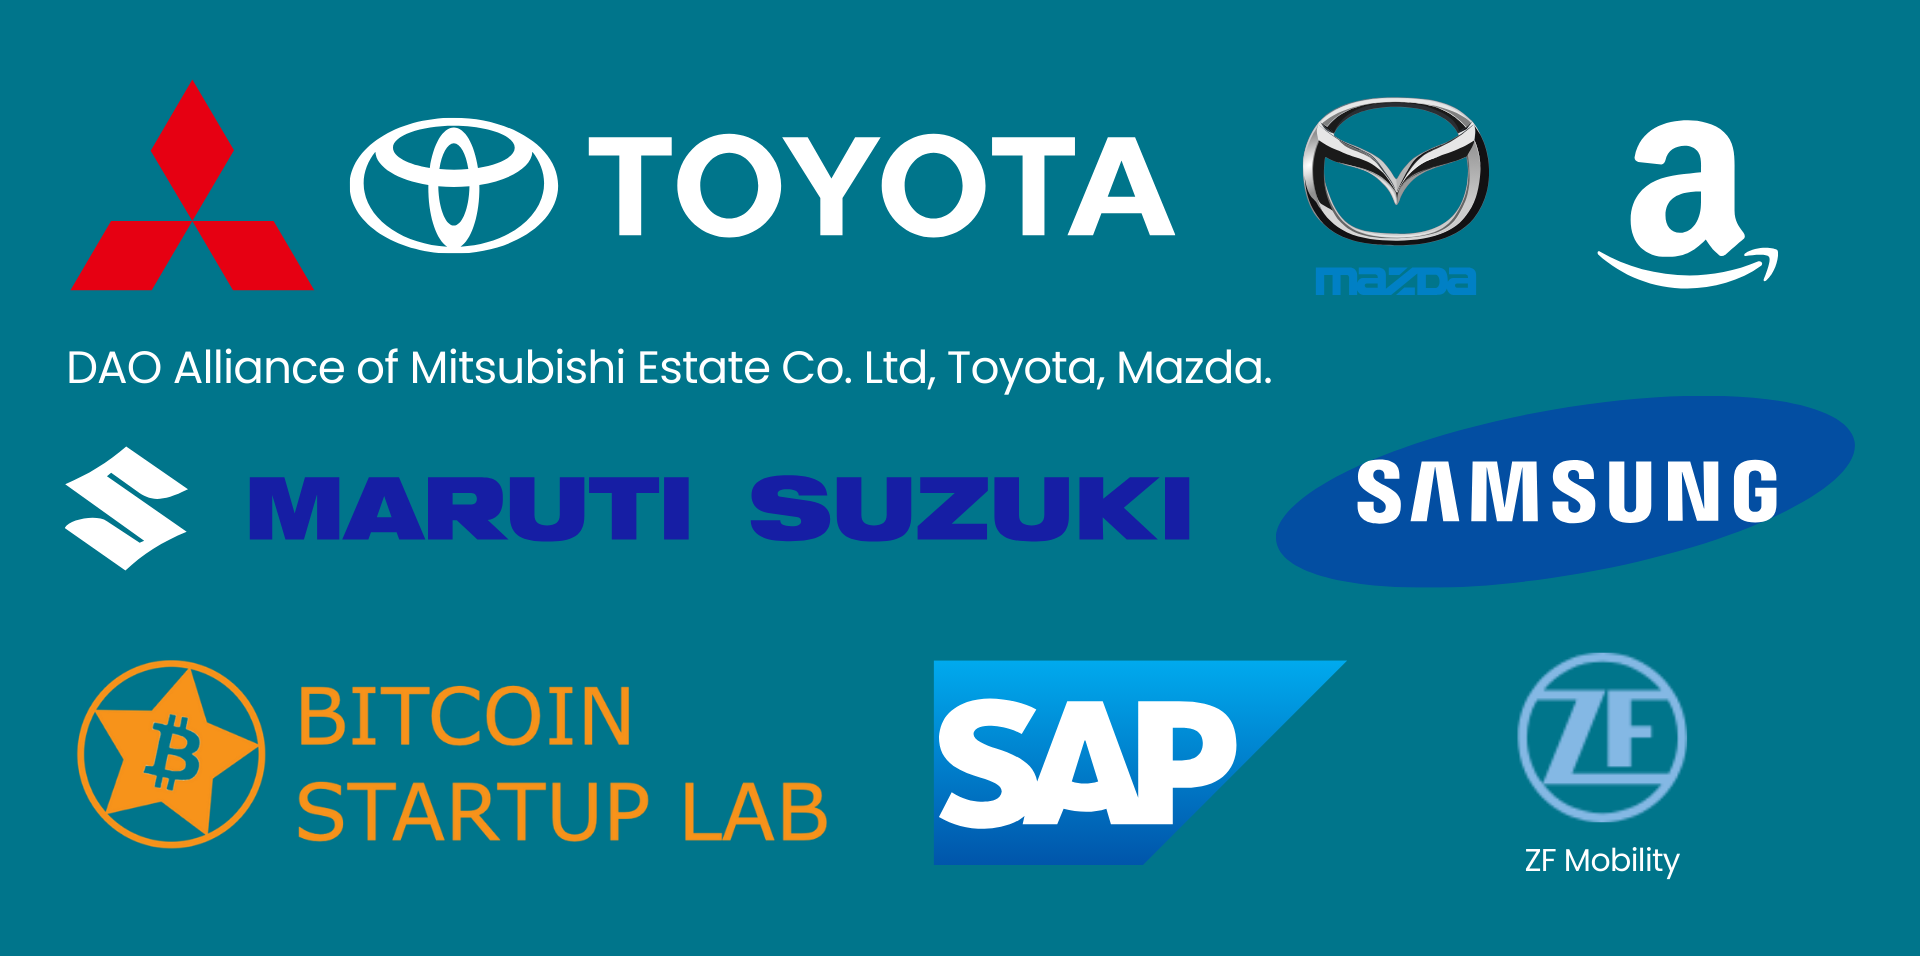 TOYOTA
mazda
a
DAO Alliance of Mitsubishi Estate Co. Ltd, Toyota, Mazda.
MARUTI SUZUKI
SAMSUNG
BITCOIN
STARTUP LAB
SAP
ZF
ZF Mobility